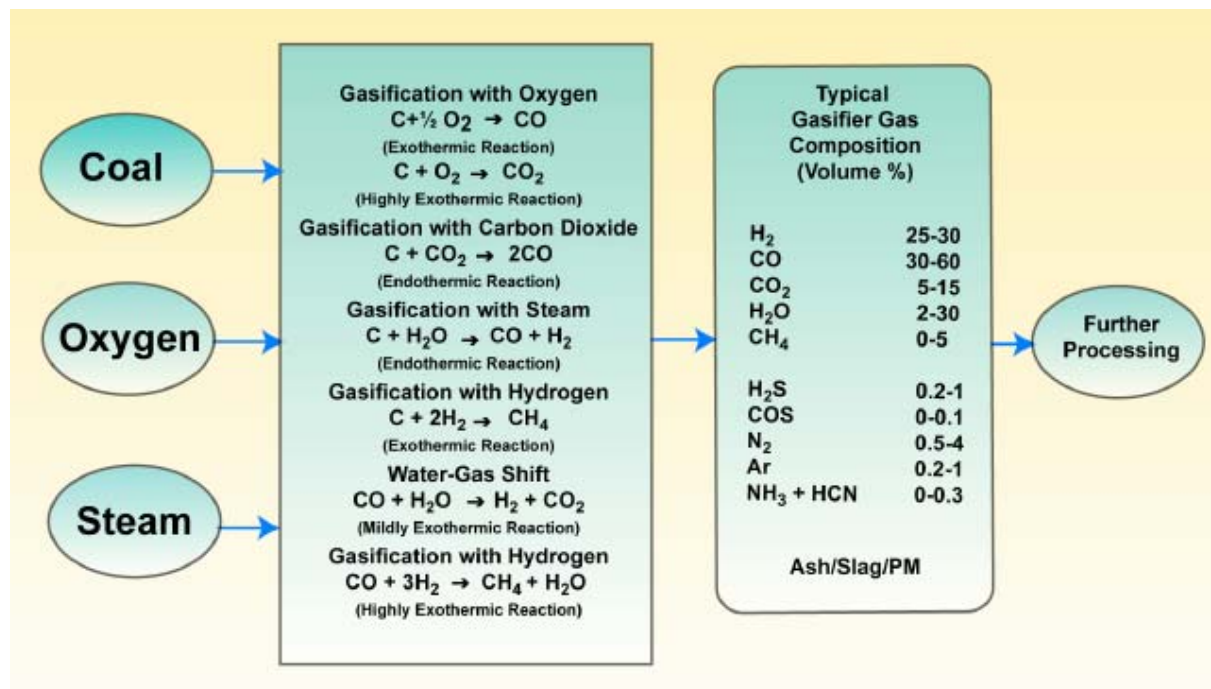 Coal
Oxygen
Steam
Gasification with Oxygen
C+½ O₂ → CO
(Exothermic Reaction)
C + O₂ → CO₂
(Highly Exothermic Reaction)
Gasification with Carbon Dioxide
C + CO₂ → 2CO
(Endothermic Reaction)
Gasification with Steam
C + H₂O → CO + H₂
(Endothermic Reaction)
Gasification with Hydrogen
C + 2H₂ → CH₄
(Exothermic Reaction)
Water-Gas Shift
CO + H₂O → H₂ + CO₂
(Mildly Exothermic Reaction)
Gasification with Hydrogen
CO + 3H₂ → CH₄ + H₂O
(Highly Exothermic Reaction)
Typical
Gasifier Gas
Composition
(Volume %)
H₂ 25-30
CO 30-60
CO₂ 5-15
H₂O 2-30
CH₄ 0-5
H₂S 0.2-1
COS 0-0.1
N₂ 0.5-4
Ar 0.2-1
NH₃ + HCN 0-0.3
Ash/Slag/PM
Further
Processing